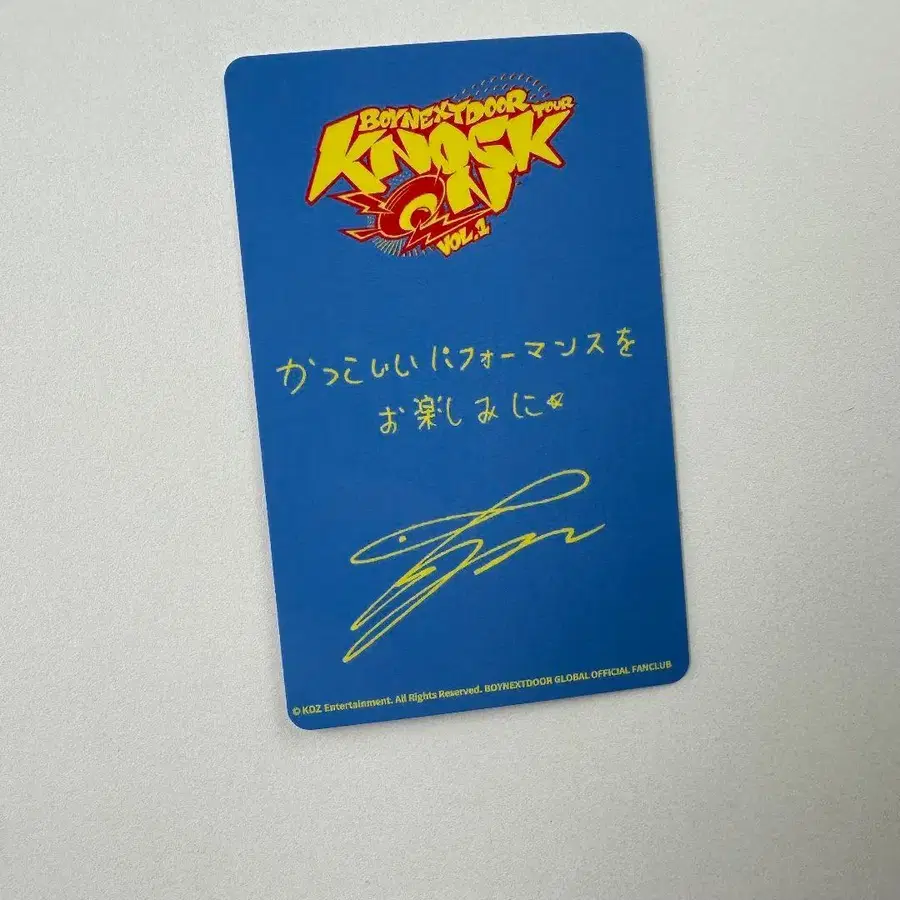 BOYNEXTDOOR TOUR
KNOCK
ON
VOL.1
かっこいいパフォーマンスを
お楽しみに☆
© KOZ Entertainment. All Rights Reserved. BOYNEXTDOOR GLOBAL OFFICIAL FANCLUB